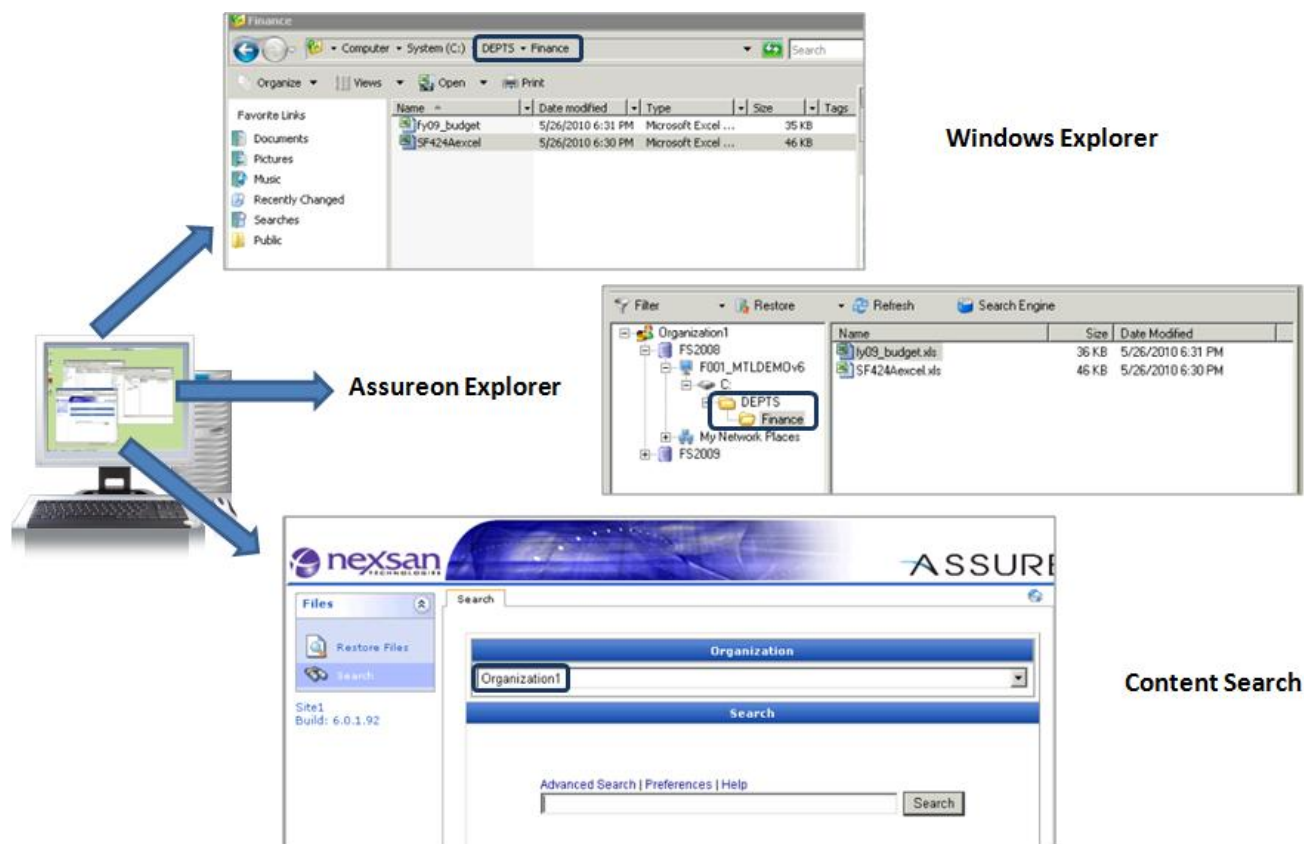 Finance
Computer • System (C:) DEPTS • Finance Search
Organize Views Open Print
Favorite Links
Documents
Pictures
Music
Recently Changed
Searches
Public
Name Date modified Type Size Tags
fy09_budget 5/26/2010 6:31 PM Microsoft Excel ... 35 KB
SF424Aexcel 5/26/2010 6:30 PM Microsoft Excel ... 46 KB
Windows Explorer
Filter Restore Refresh Search Engine
Organization1
FS2008
F001_MTLDEMOv6
C:
DEPTS
Finance
My Network Places
FS2009
Name Size Date Modified
fy09_budget.xls 36 KB 5/26/2010 6:31 PM
SF424Aexcel.xls 46 KB 5/26/2010 6:30 PM
Assureon Explorer
nexsan
TECHNOLOGIES
ASSURE
Files
Restore Files
Search
Site1
Build: 6.0.1.92
Search
Organization
Organization1
Search
Advanced Search | Preferences | Help
Search
Content Search